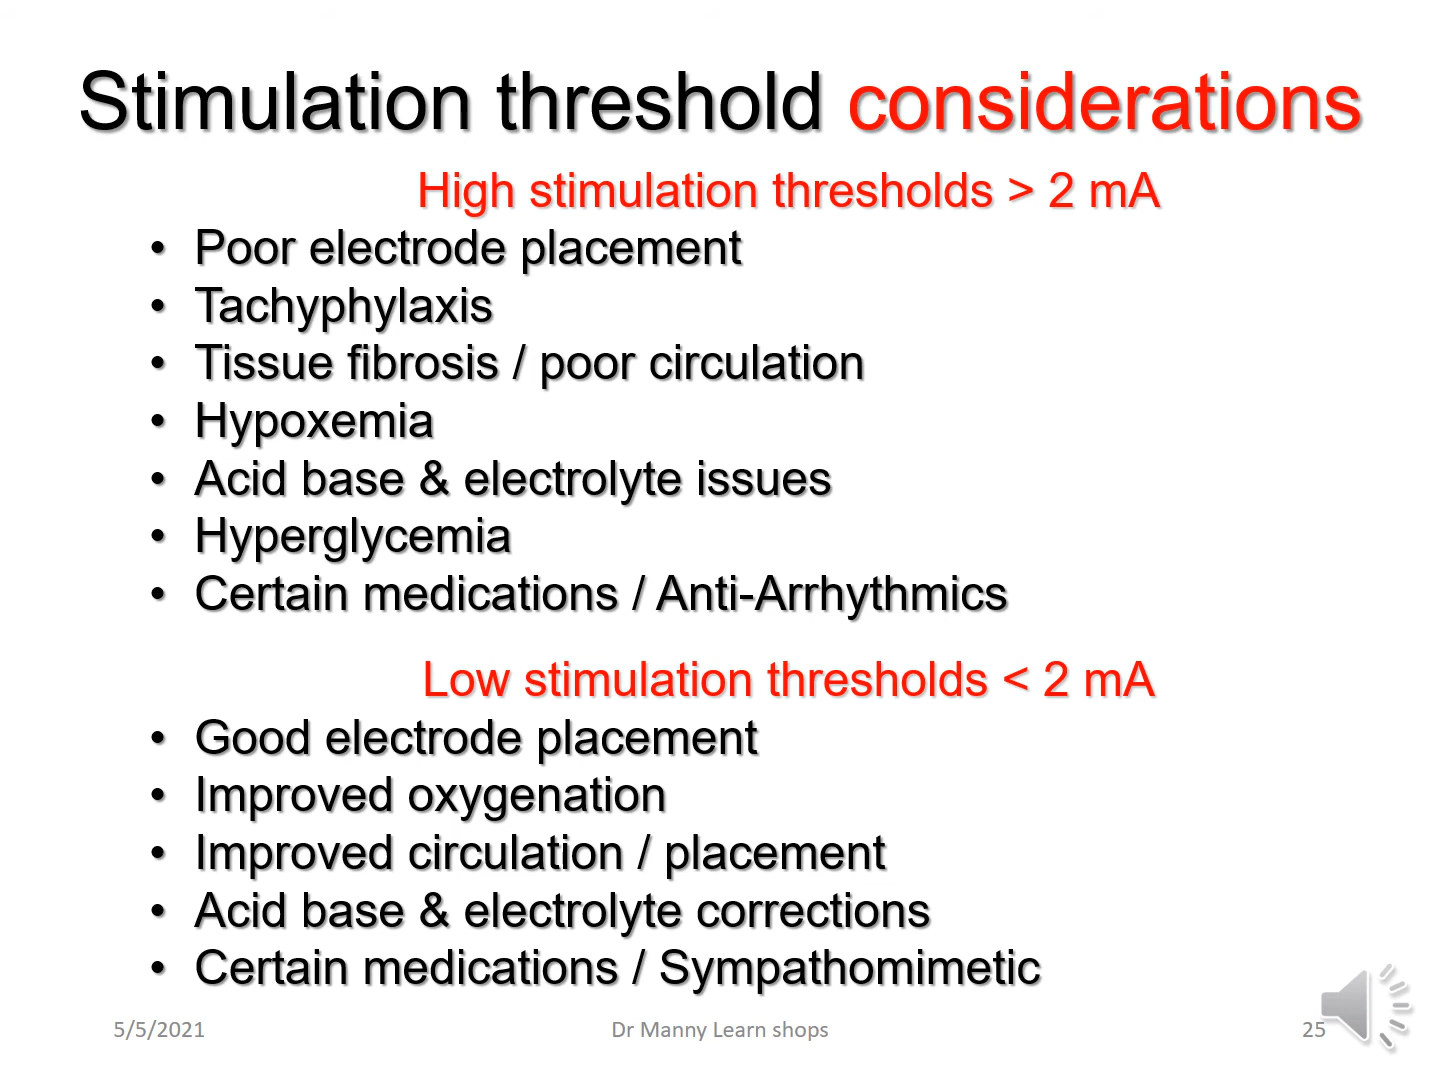 Stimulation threshold considerations
High stimulation thresholds > 2 mA
• Poor electrode placement
• Tachyphylaxis
• Tissue fibrosis / poor circulation
• Hypoxemia
• Acid base & electrolyte issues
• Hyperglycemia
• Certain medications / Anti-Arrhythmics
Low stimulation thresholds < 2 mA
• Good electrode placement
• Improved oxygenation
• Improved circulation / placement
• Acid base & electrolyte corrections
• Certain medications / Sympathomimetic
5/5/2021 Dr Manny Learn shops 25